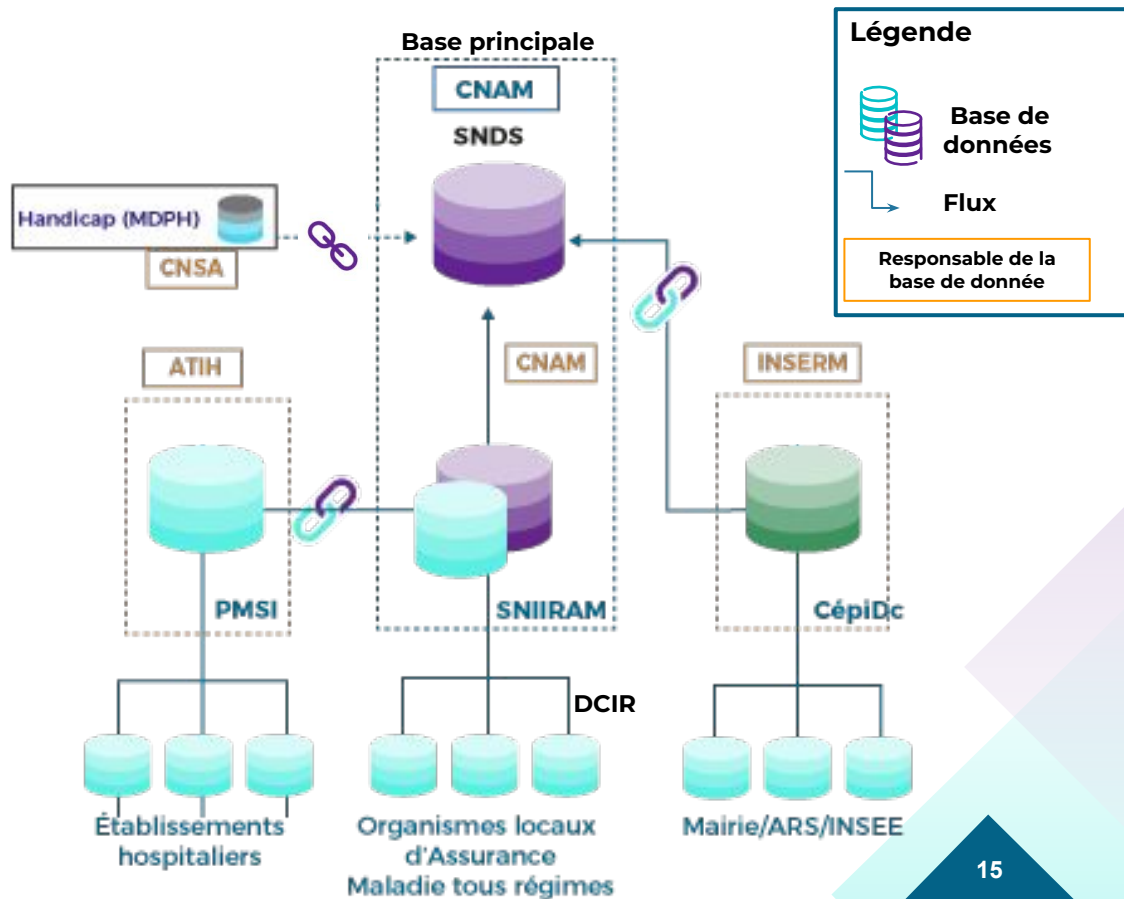 Base principale
CNAM
SNDS
Handicap (MDPH)
CNSA
ATIH
CNAM
INSERM
PMSI
SNIIRAM
CépiDc
DCIR
Établissements
hospitaliers
Organismes locaux
d'Assurance
Maladie tous régimes
Mairie/ARS/INSEE
Légende
Base de
données
Flux
Responsable de la
base de donnée
15